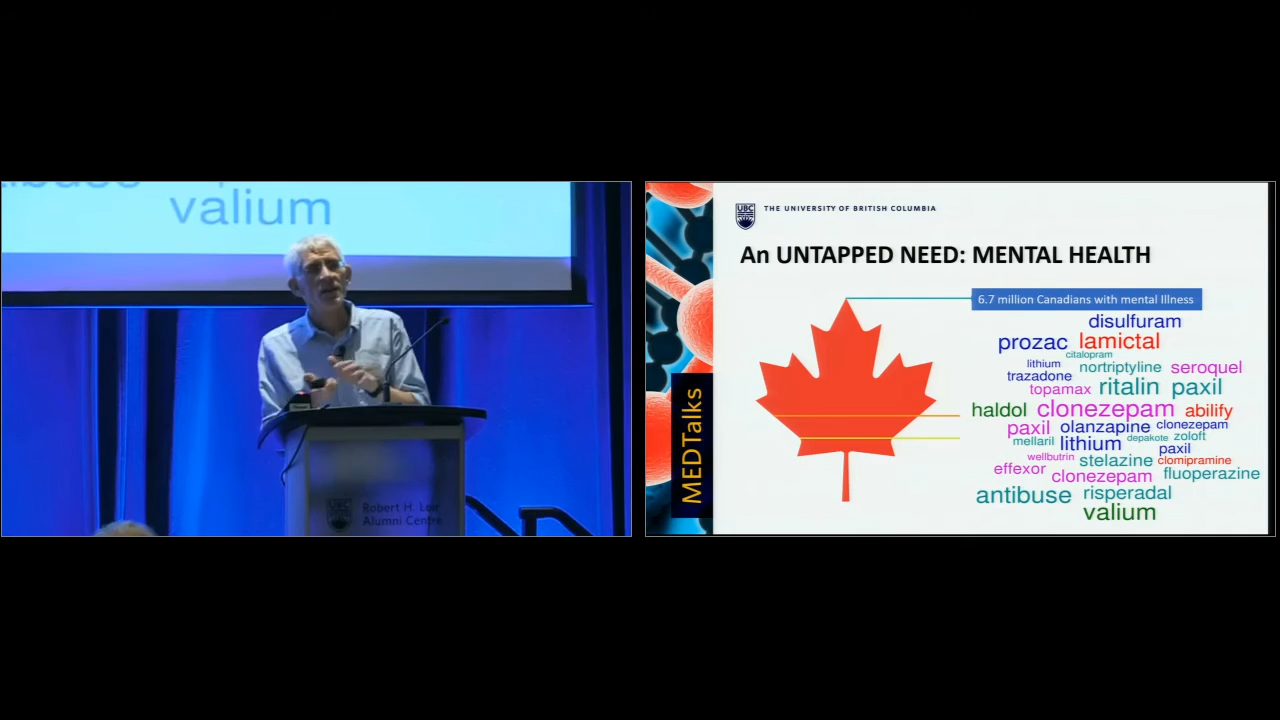 valium
Robert H. Lee
Alumni Centre
UBC
THE UNIVERSITY OF BRITISH COLUMBIA
An UNTAPPED NEED: MENTAL HEALTH
6.7 million Canadians with mental Illness
disulfuram
prozac lamictal
citalopram
lithium nortriptyline seroquel
trazadone
topamax ritalin paxil
haldol clonezepam abilify
paxil olanzapine clonezepam
mellaril lithium depakote zoloft
paxil
wellbutrin stelazine clomipramine
effexor clonezepam fluoperazine
antibuse risperadal
valium
MEDTalks